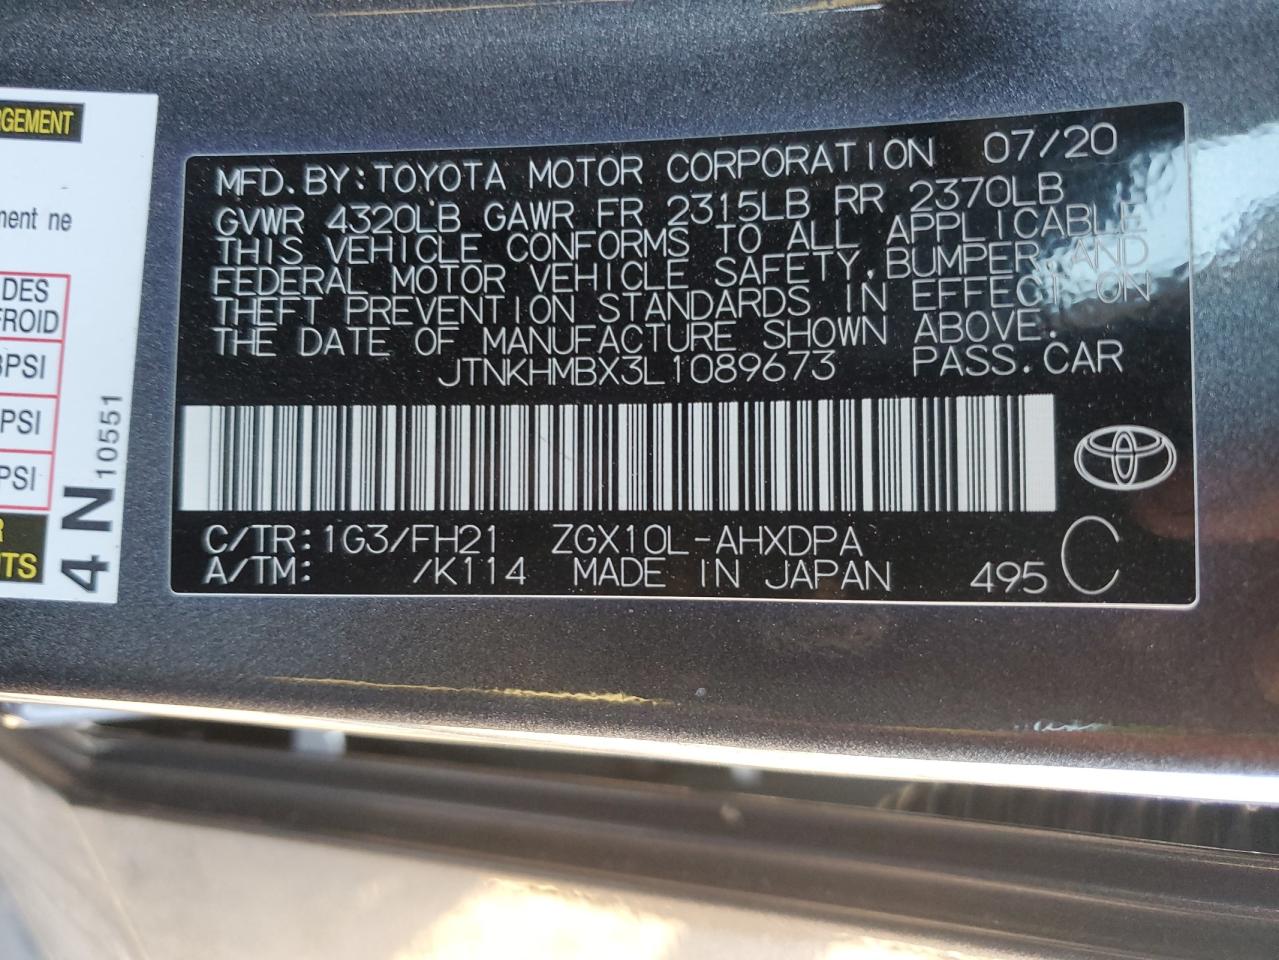 RGEMENT
ment ne
DES
FROID
PSI
PSI
PSI
R
TS
4N 10551
MFD.BY:TOYOTA MOTOR CORPORATION 07/20
GVWR 4320LB GAWR FR 2315LB RR 2370LB
THIS VEHICLE CONFORMS TO ALL APPLICABLE
FEDERAL MOTOR VEHICLE SAFETY,BUMPER,AND
THEFT PREVENTION STANDARDS IN EFFECT ON
THE DATE OF MANUFACTURE SHOWN ABOVE.
JTNKHMBX3L1089673 PASS.CAR
C/TR:1G3/FH21 ZGX10L-AHXDPA
A/TM: /K114 MADE IN JAPAN 495 C